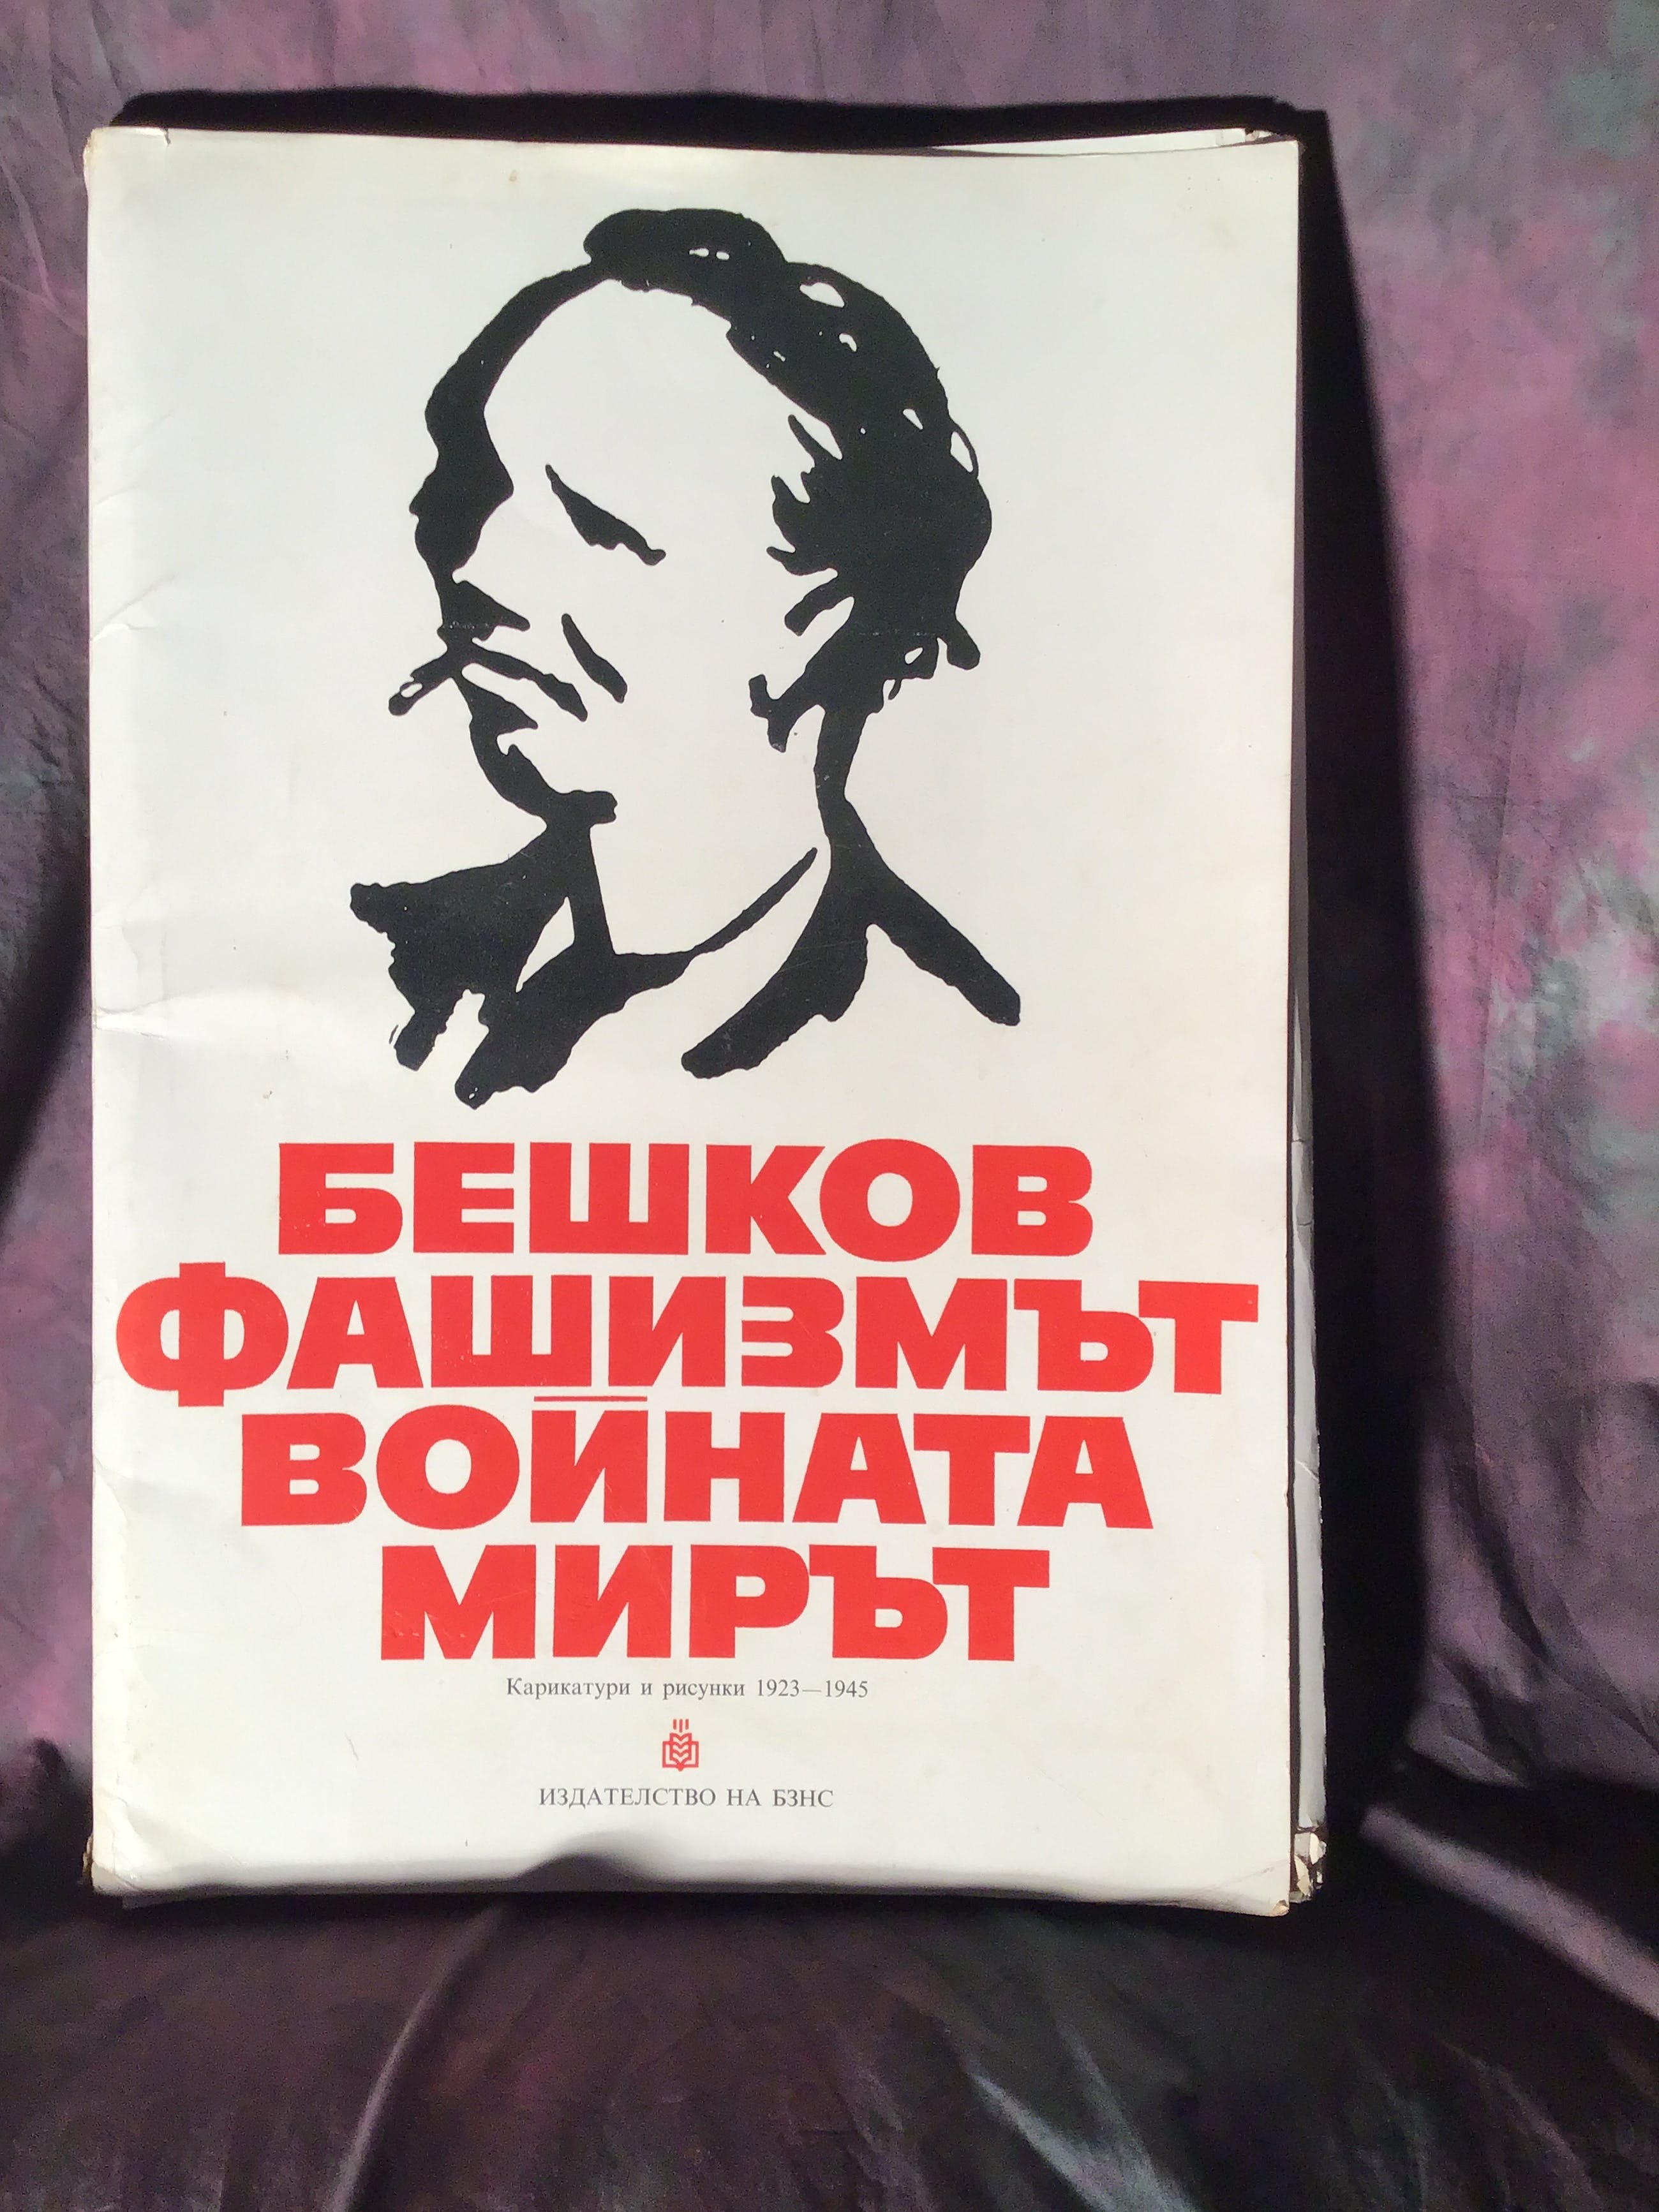 БЕШКОВ
ФАШИЗМЪТ
ВОЙНАТА
МИРЪТ
Карикатури и рисунки 1923—1945
ИЗДАТЕЛСТВО НА БЗНС